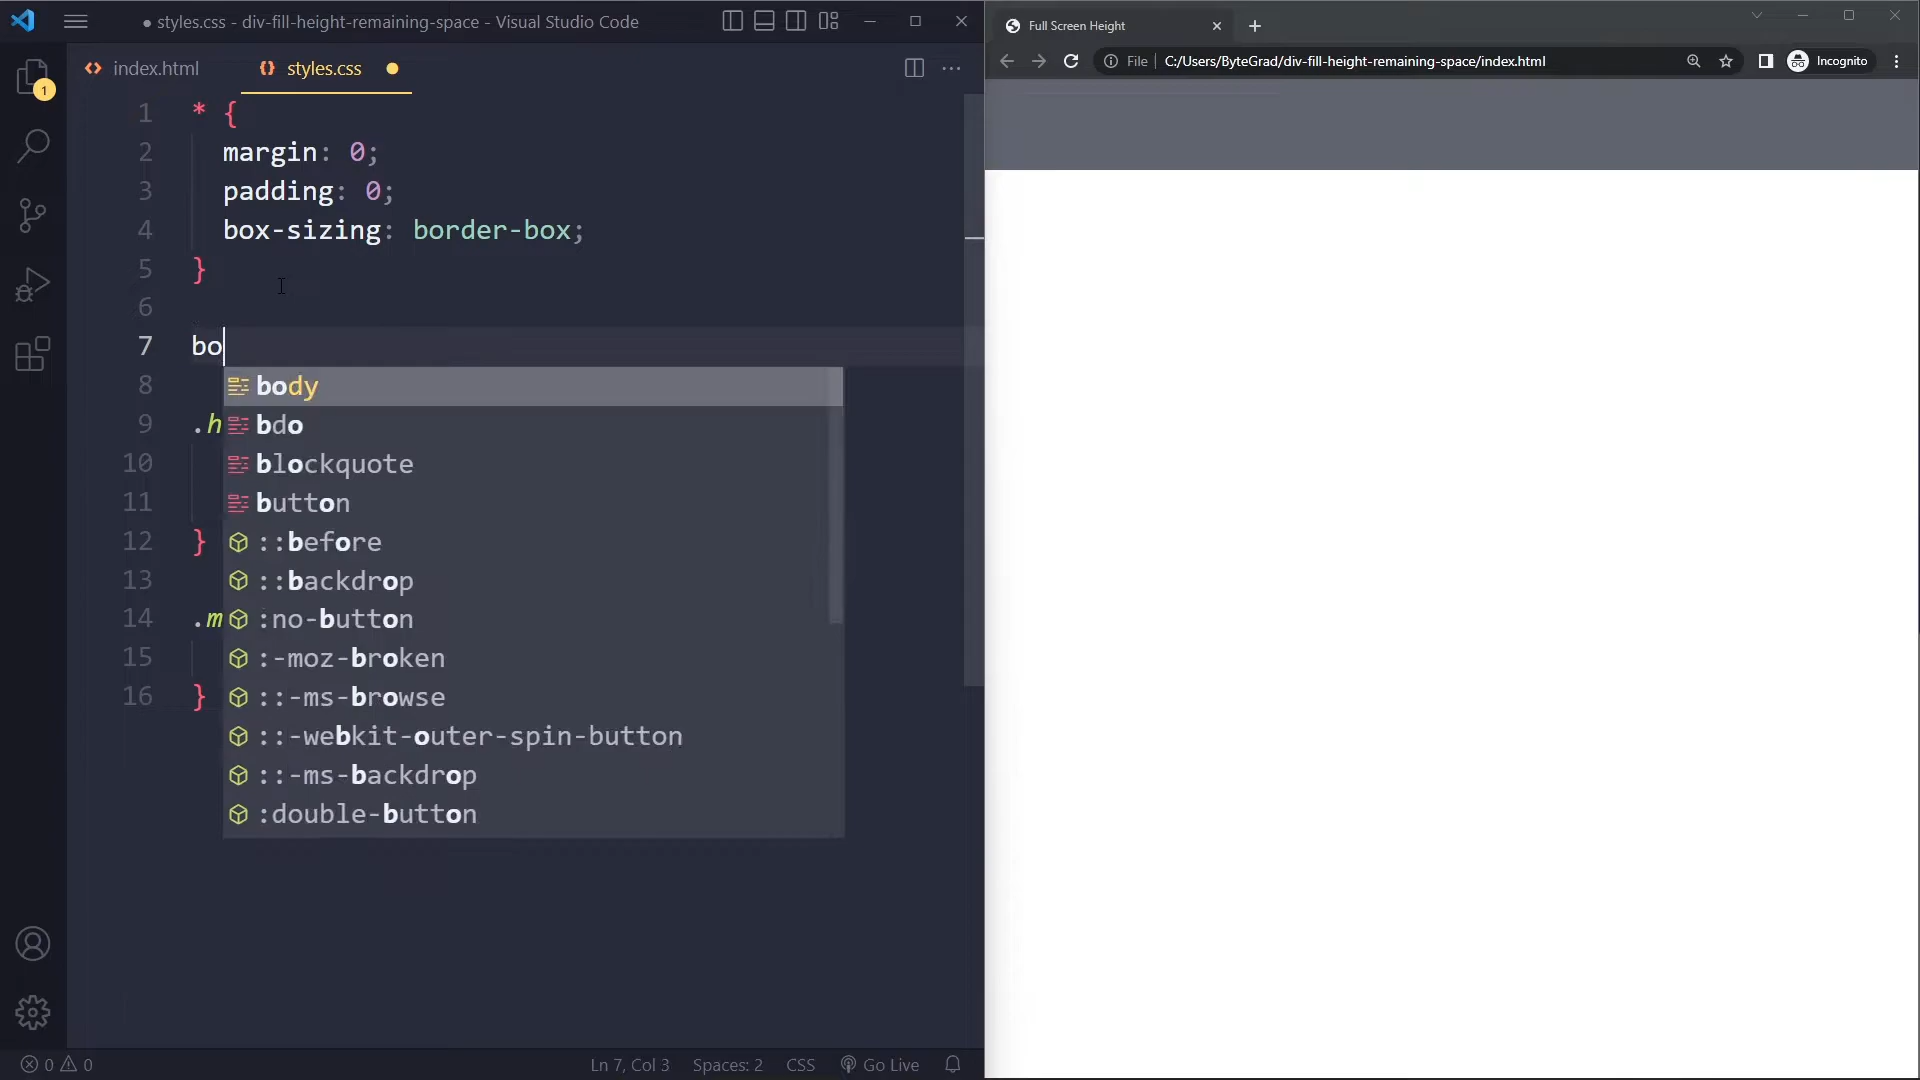 ● styles.css - div-fill-height-remaining-space - Visual Studio Code
index.html
styles.css
1
1 * {
2 margin: 0;
3 padding: 0;
4 box-sizing: border-box;
5 }
6
7 bo
8
9 .h
10
11
12 }
13
14 .m
15
16 }
body
bdo
blockquote
button
::before
::backdrop
:no-button
:-moz-broken
::-ms-browse
::-webkit-outer-spin-button
::-ms-backdrop
:double-button
0 0
Ln 7, Col 3
Spaces: 2
CSS
Go Live
Full Screen Height
File | C:/Users/ByteGrad/div-fill-height-remaining-space/index.html
Incognito